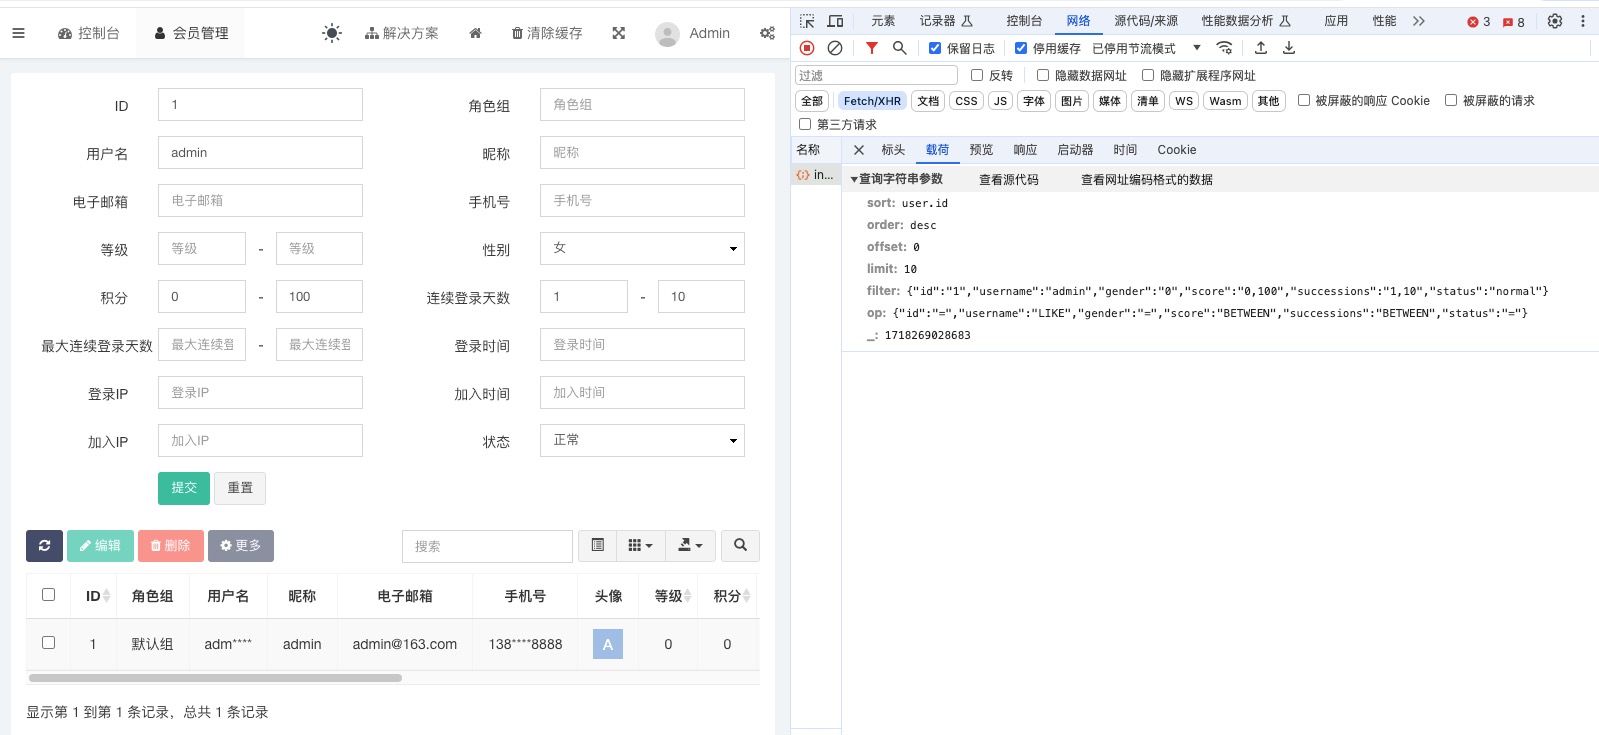 控制台 会员管理 解决方案 清除缓存 Admin
ID 1 角色组 角色组
用户名 admin 昵称 昵称
电子邮箱 电子邮箱 手机号 手机号
等级 等级 - 等级 性别 女
积分 0 - 100 连续登录天数 1 - 10
最大连续登录天数 最大连续登 - 最大连续登 登录时间 登录时间
登录IP 登录IP 加入时间 加入时间
加入IP 加入IP 状态 正常
提交 重置
编辑 删除 更多 搜索
ID 角色组 用户名 昵称 电子邮箱 手机号 头像 等级 积分
1 默认组 adm**** admin admin@163.com 138****8888 A 0 0
显示第 1 到第 1 条记录，总共 1 条记录
元素 记录器 控制台 网络 源代码/来源 性能数据分析 应用 性能 3 8
保留日志 停用缓存 已停用节流模式
过滤 反转 隐藏数据网址 隐藏扩展程序网址
全部 Fetch/XHR 文档 CSS JS 字体 图片 媒体 清单 WS Wasm 其他 被屏蔽的响应 Cookie 被屏蔽的请求
第三方请求
名称 标头 载荷 预览 响应 启动器 时间 Cookie
in... 查询字符串参数 查看源代码 查看网址编码格式的数据
sort: user.id
order: desc
offset: 0
limit: 10
filter: {"id":"1","username":"admin","gender":"0","score":"0,100","successions":"1,10","status":"normal"}
op: {"id":"=","username":"LIKE","gender":"=","score":"BETWEEN","successions":"BETWEEN","status":"="}
_: 1718269028683